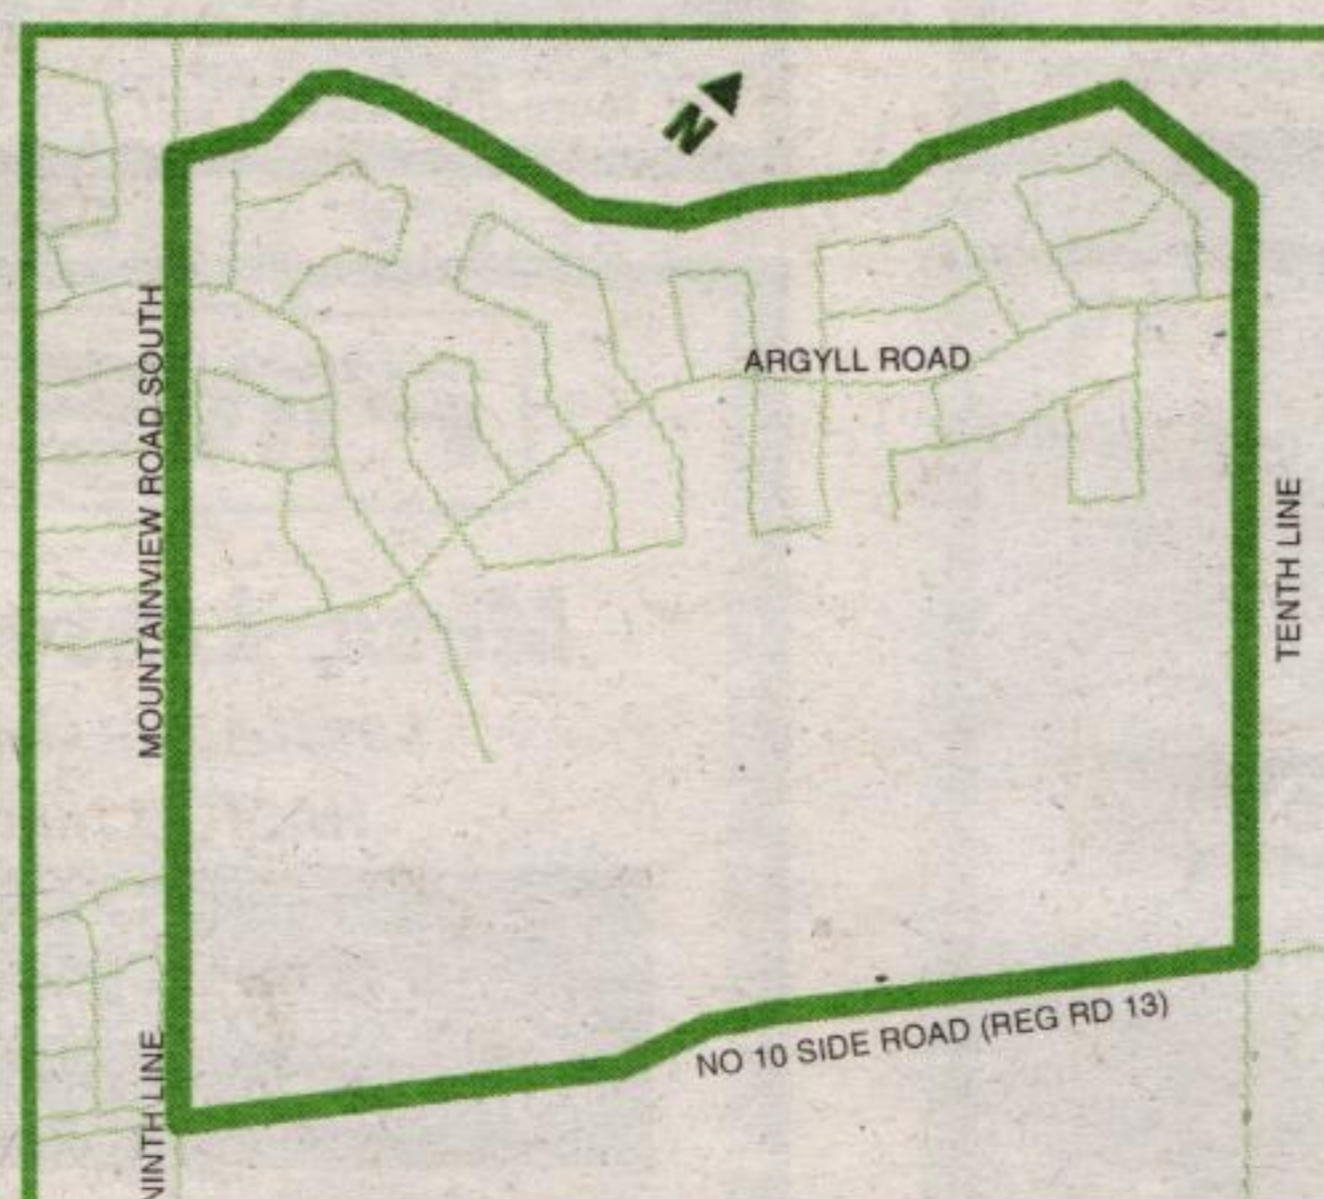 N
MOUNTAINVIEW ROAD SOUTH
ARGYLL ROAD
TENTH LINE
NO 10 SIDE ROAD (REG RD 13)
NINTH LINE